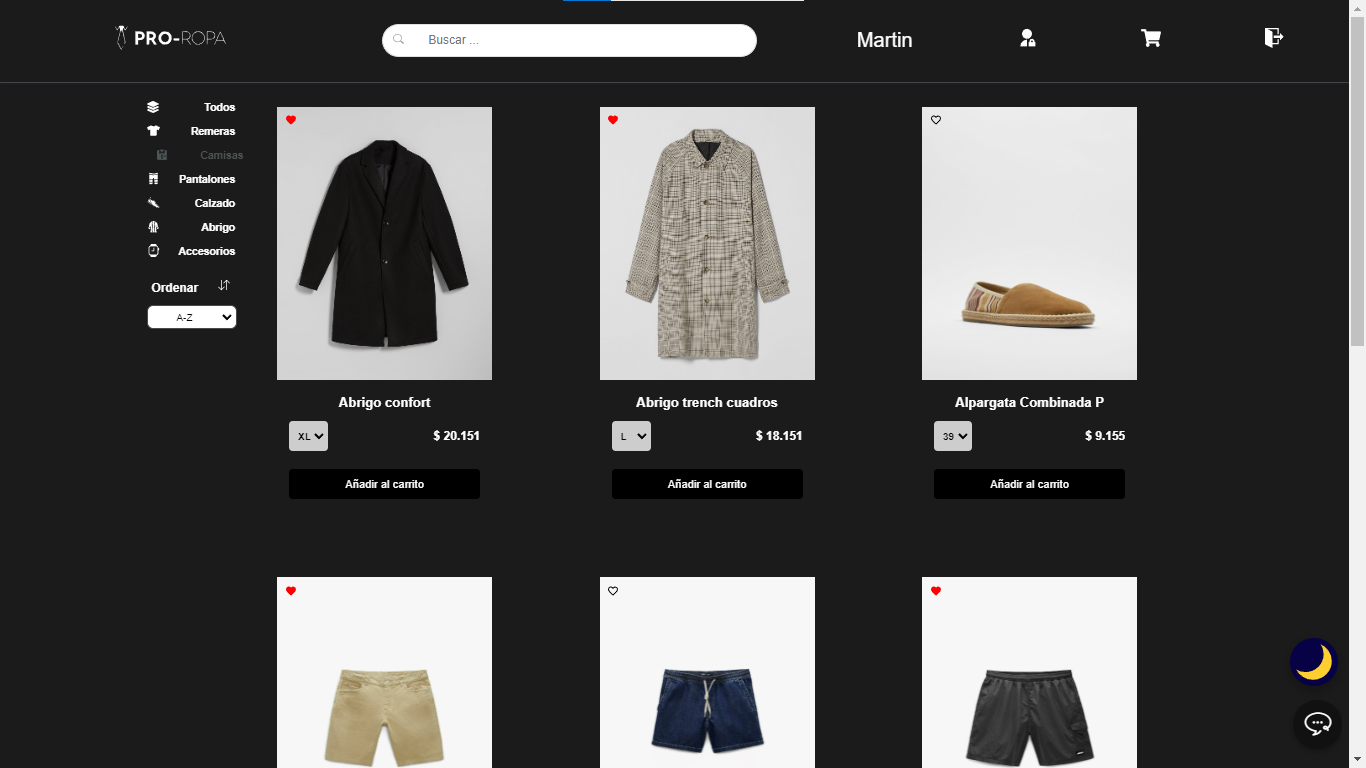 PRO-ROPA
Buscar ...
Martin
Todos
Remeras
Camisas
Pantalones
Calzado
Abrigo
Accesorios
Ordenar
A-Z
Abrigo confort
XL
$ 20.151
Añadir al carrito
Abrigo trench cuadros
L
$ 18.151
Añadir al carrito
Alpargata Combinada P
39
$ 9.155
Añadir al carrito